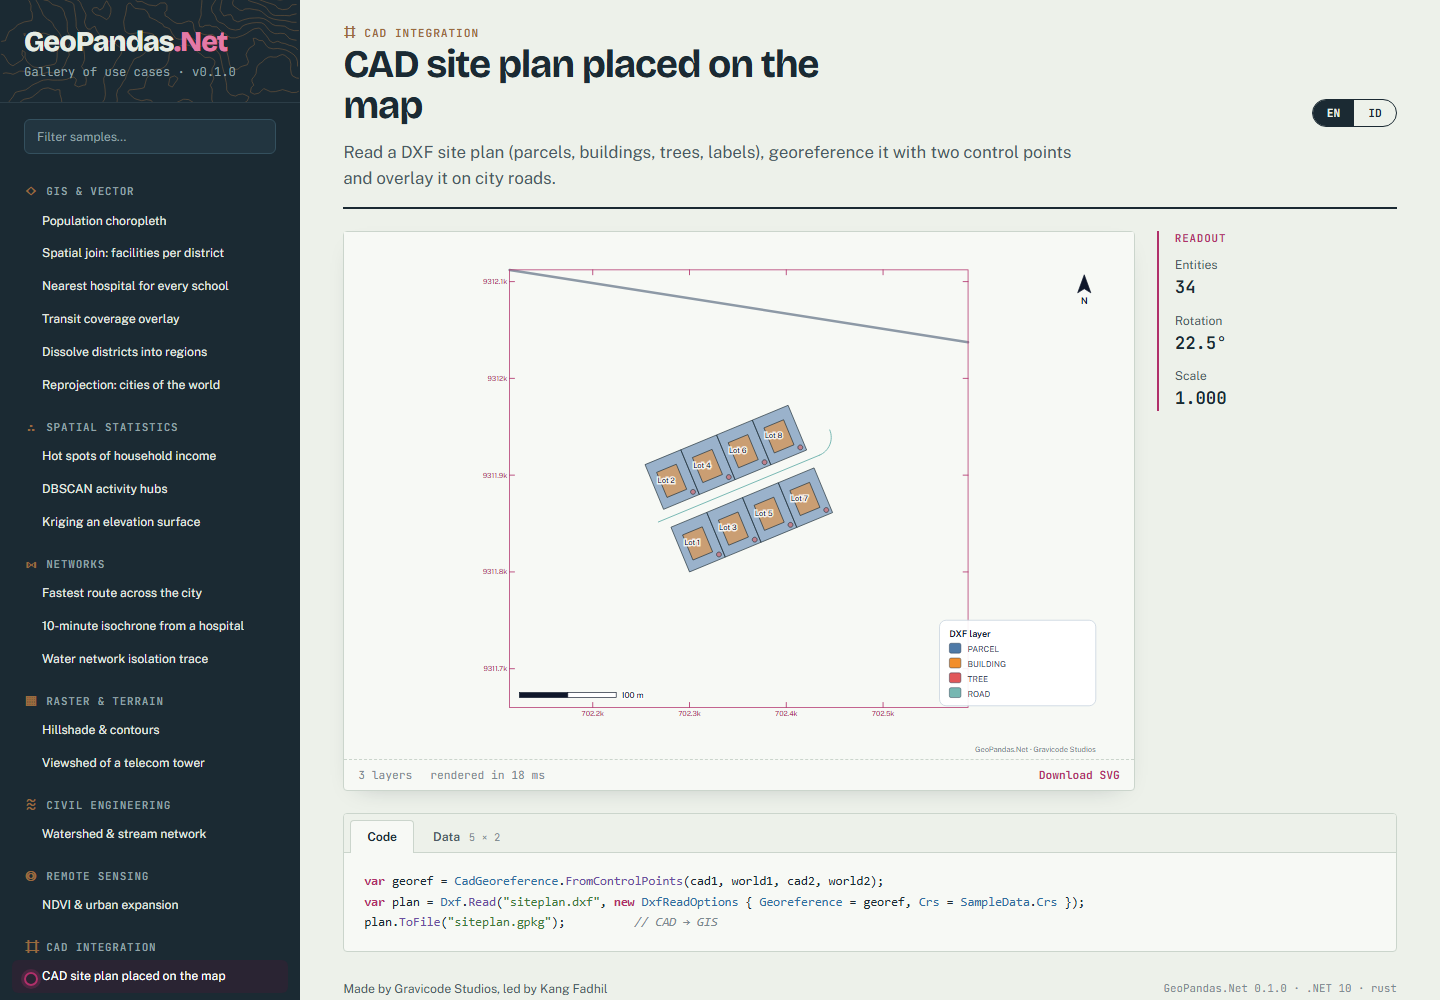 GeoPandas.Net
Gallery of use cases · v0.1.0
Filter samples...
GIS & VECTOR
Population choropleth
Spatial join: facilities per district
Nearest hospital for every school
Transit coverage overlay
Dissolve districts into regions
Reprojection: cities of the world
SPATIAL STATISTICS
Hot spots of household income
DBSCAN activity hubs
Kriging an elevation surface
NETWORKS
Fastest route across the city
10-minute isochrone from a hospital
Water network isolation trace
RASTER & TERRAIN
Hillshade & contours
Viewshed of a telecom tower
CIVIL ENGINEERING
Watershed & stream network
REMOTE SENSING
NDVI & urban expansion
CAD INTEGRATION
CAD site plan placed on the map
CAD INTEGRATION
CAD site plan placed on the
map
EN ID
Read a DXF site plan (parcels, buildings, trees, labels), georeference it with two control points
and overlay it on city roads.
9312.1k
9312k
9311.9k
9311.8k
9311.7k
702.2k 702.3k 702.4k 702.5k
N
Lot 8
Lot 6
Lot 4
Lot 2
Lot 7
Lot 5
Lot 3
Lot 1
100 m
DXF layer
PARCEL
BUILDING
TREE
ROAD
GeoPandas.Net · Gravicode Studios
3 layers rendered in 18 ms
Download SVG
READOUT
Entities
34
Rotation
22.5°
Scale
1.000
Code Data 5 × 2
var georef = CadGeoreference.FromControlPoints(cad1, world1, cad2, world2);
var plan = Dxf.Read("siteplan.dxf", new DxfReadOptions { Georeference = georef, Crs = SampleData.Crs });
plan.ToFile("siteplan.gpkg"); // CAD → GIS
Made by Gravicode Studios, led by Kang Fadhil
GeoPandas.Net 0.1.0 · .NET 10 · rust